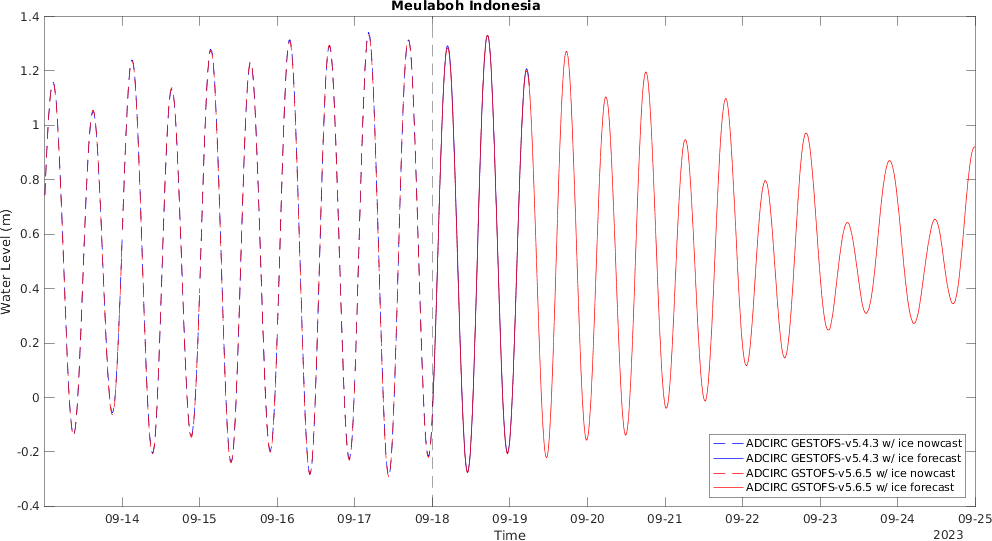 Meulaboh Indonesia
1.4
1.2
1
0.8
0.6
0.4
0.2
0
-0.2
-0.4
Water Level (m)
ADCIRC GESTOFS-v5.4.3 w/ ice nowcast
ADCIRC GESTOFS-v5.4.3 w/ ice forecast
ADCIRC GSTOFS-v5.6.5 w/ ice nowcast
ADCIRC GSTOFS-v5.6.5 w/ ice forecast
09-14 09-15 09-16 09-17 09-18 09-19 09-20 09-21 09-22 09-23 09-24 09-25
Time
2023